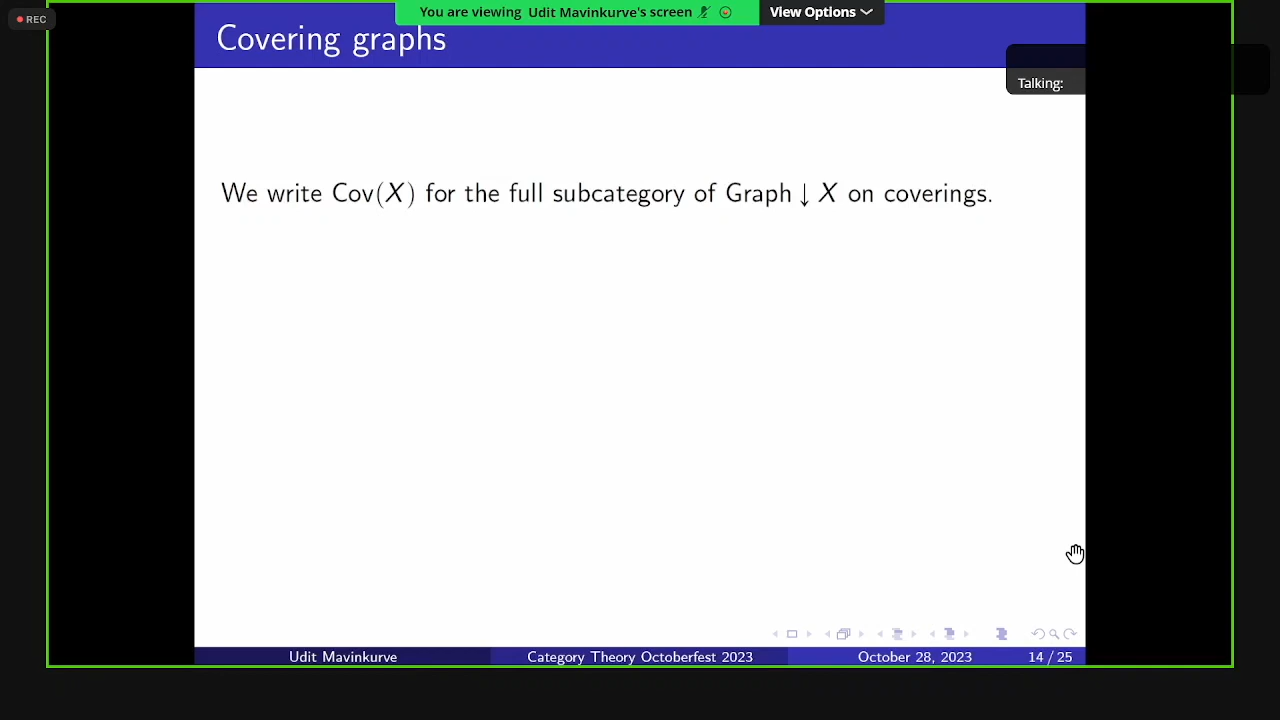 REC
You are viewing Udit Mavinkurve's screen
View Options
Covering graphs
Talking:
We write Cov(X) for the full subcategory of Graph ↓ X on coverings.
Udit Mavinkurve
Category Theory Octoberfest 2023
October 28, 2023
14 / 25